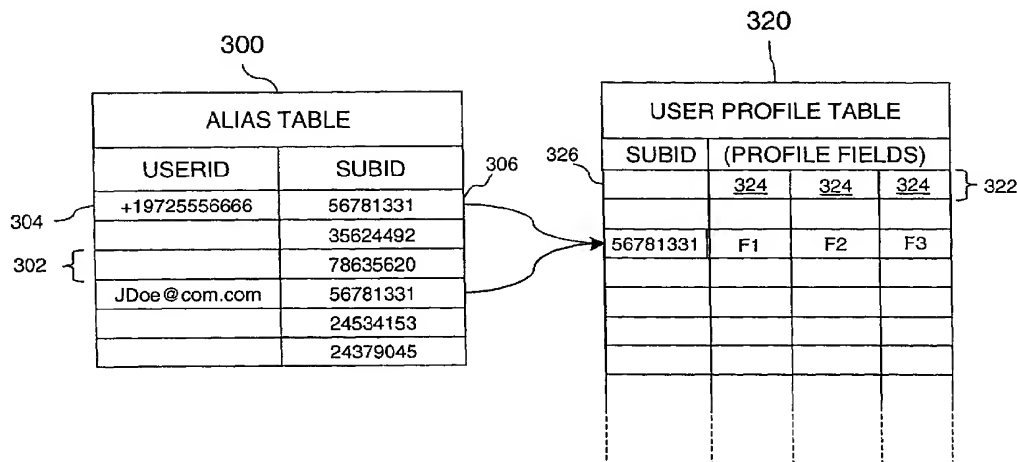 300
320
ALIAS TABLE
USERID SUBID
304
306
+19725556666 56781331
35624492
302
78635620
JDoe@com.com 56781331
24534153
24379045
USER PROFILE TABLE
SUBID (PROFILE FIELDS)
326
324 324 324
322
56781331 F1 F2 F3